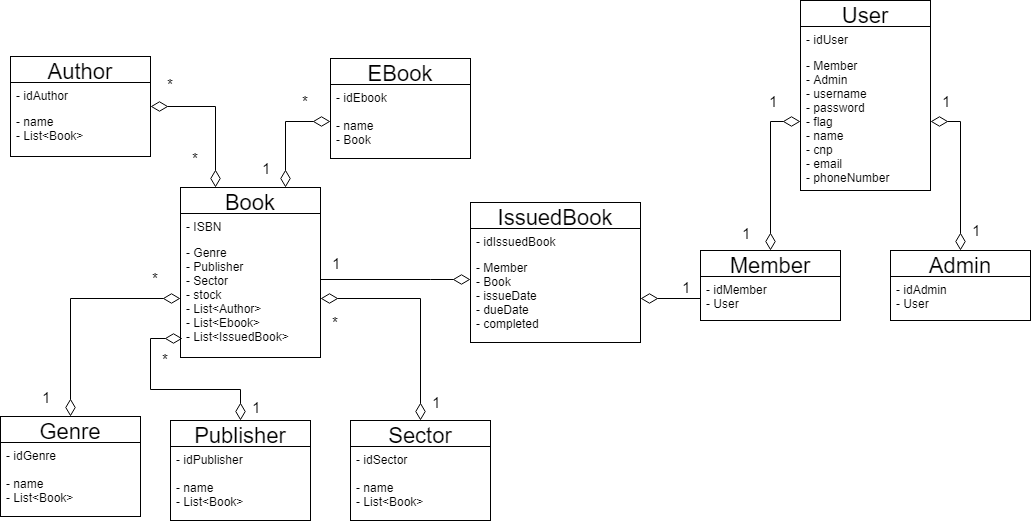 User
- idUser
- Member
- Admin
- username
- password
- flag
- name
- cnp
- email
- phoneNumber
Author
- idAuthor
- name
- List<Book>
*
*
EBook
- idEbook
- name
- Book
*
1
Book
- ISBN
- Genre
- Publisher
- Sector
- stock
- List<Author>
- List<Ebook>
- List<IssuedBook>
1
*
*
*
IssuedBook
- idIssuedBook
- Member
- Book
- issueDate
- dueDate
- completed
1
1
1
1
1
Member
- idMember
- User
Admin
- idAdmin
- User
1
Genre
- idGenre
- name
- List<Book>
1
Publisher
- idPublisher
- name
- List<Book>
1
Sector
- idSector
- name
- List<Book>